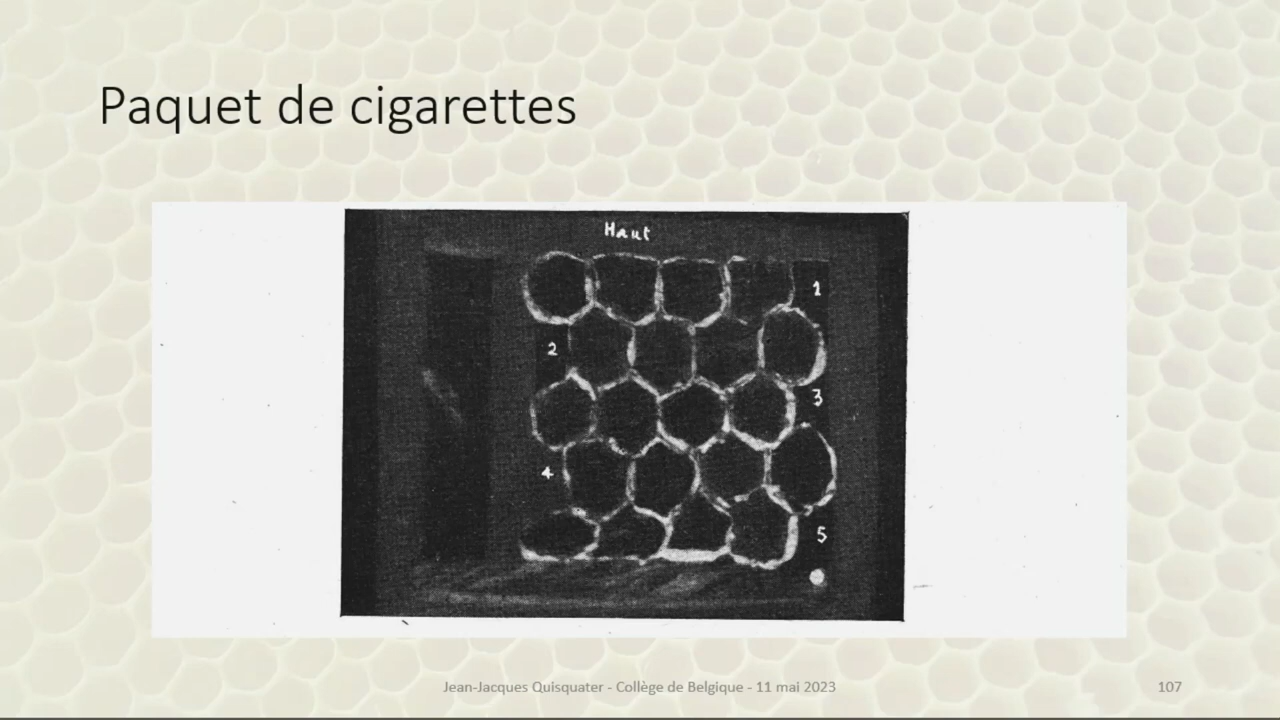 Paquet de cigarettes
Haut
1
2
3
4
5
Jean-Jacques Quisquater - Collège de Belgique - 11 mai 2023
107